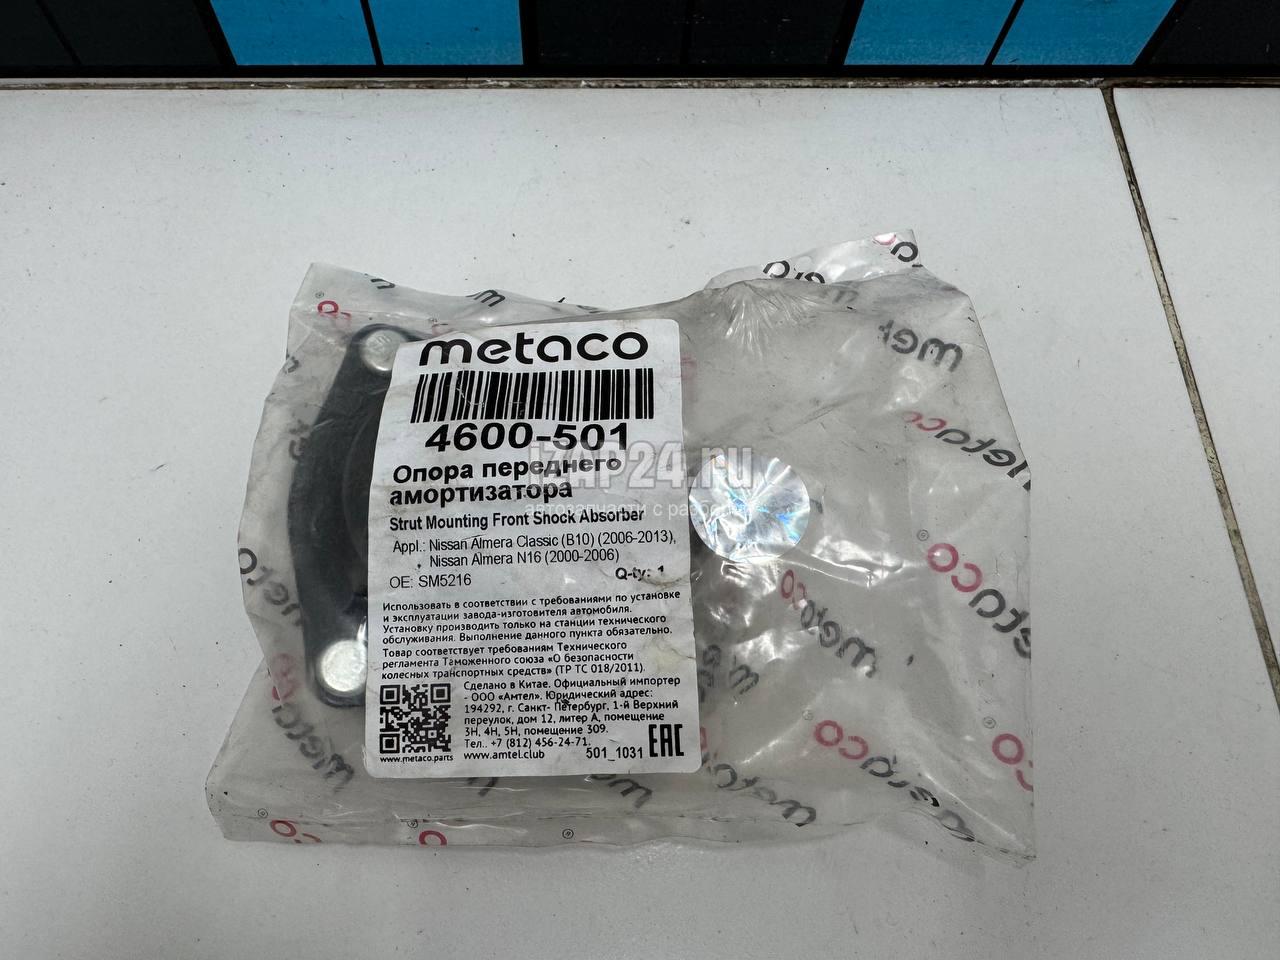 metaco
4600-501
Опора переднего
амортизатора
Strut Mounting Front Shock Absorber
Appl.: Nissan Almera Classic (B10) (2006-2013),
Nissan Almera N16 (2000-2006)
OE: SM5216
Q-ty: 1
Использовать в соответствии с требованиями по установке
и эксплуатации завода-изготовителя автомобиля.
Установку производить только на станции технического
обслуживания. Выполнение данного пункта обязательно.
Товар соответствует требованиям Технического
регламента Таможенного союза «О безопасности
колесных транспортных средств» (ТР ТС 018/2011).
Сделано в Китае. Официальный импортер
- ООО «Амтел». Юридический адрес:
194292, г. Санкт- Петербург, 1-й Верхний
переулок, дом 12, литер А, помещение
3Н, 4Н, 5Н, помещение 309.
Тел.. +7 (812) 456-24-71.
www.metaco.parts
www.amtel.club
501_1031
EAC
IZAP24.ru
автозапчасти с разборок
metaco
metaco
metaco
metaco